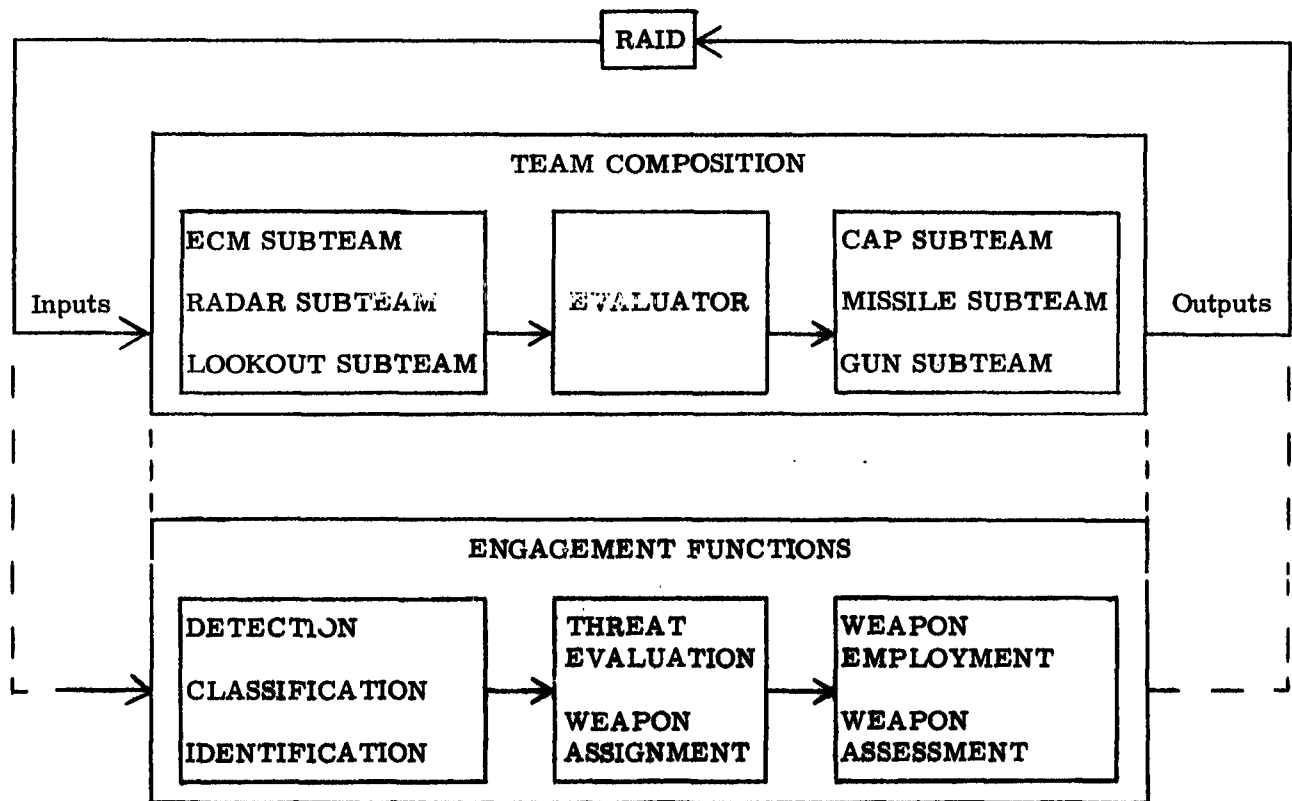 RAID
TEAM COMPOSITION
ECM SUBTEAM
RADAR SUBTEAM
LOOKOUT SUBTEAM
EVALUATOR
CAP SUBTEAM
MISSILE SUBTEAM
GUN SUBTEAM
Inputs
Outputs
ENGAGEMENT FUNCTIONS
DETECTION
CLASSIFICATION
IDENTIFICATION
THREAT
EVALUATION
WEAPON
ASSIGNMENT
WEAPON
EMPLOYMENT
WEAPON
ASSESSMENT